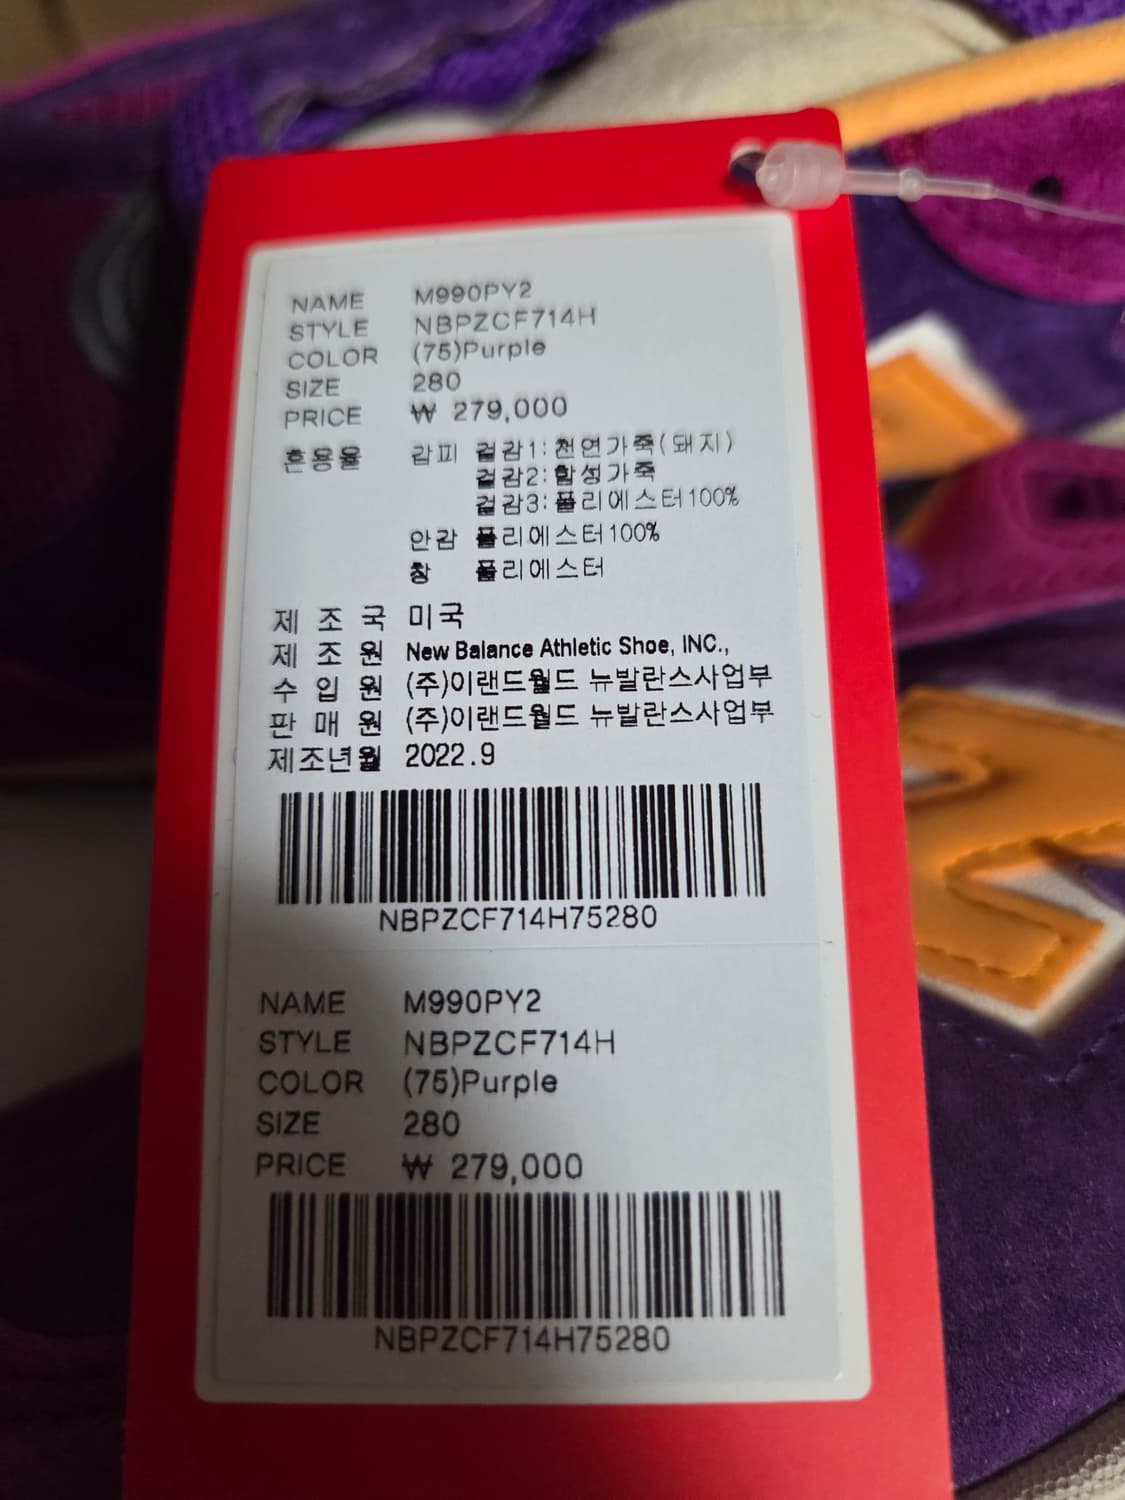 NAME M990PY2
STYLE NBPZCF714H
COLOR (75)Purple
SIZE 280
PRICE ₩ 279,000
혼용율 갑피 겉감1:천연가죽(돼지)
겉감2:합성가죽
겉감3:폴리에스터100%
안감 폴리에스터100%
창 폴리에스터
제조국 미국
제조원 New Balance Athletic Shoe, INC.,
수입원 (주)이랜드월드 뉴발란스사업부
판매원 (주)이랜드월드 뉴발란스사업부
제조년월 2022.9
NBPZCF714H75280
NAME M990PY2
STYLE NBPZCF714H
COLOR (75)Purple
SIZE 280
PRICE ₩ 279,000
NBPZCF714H75280